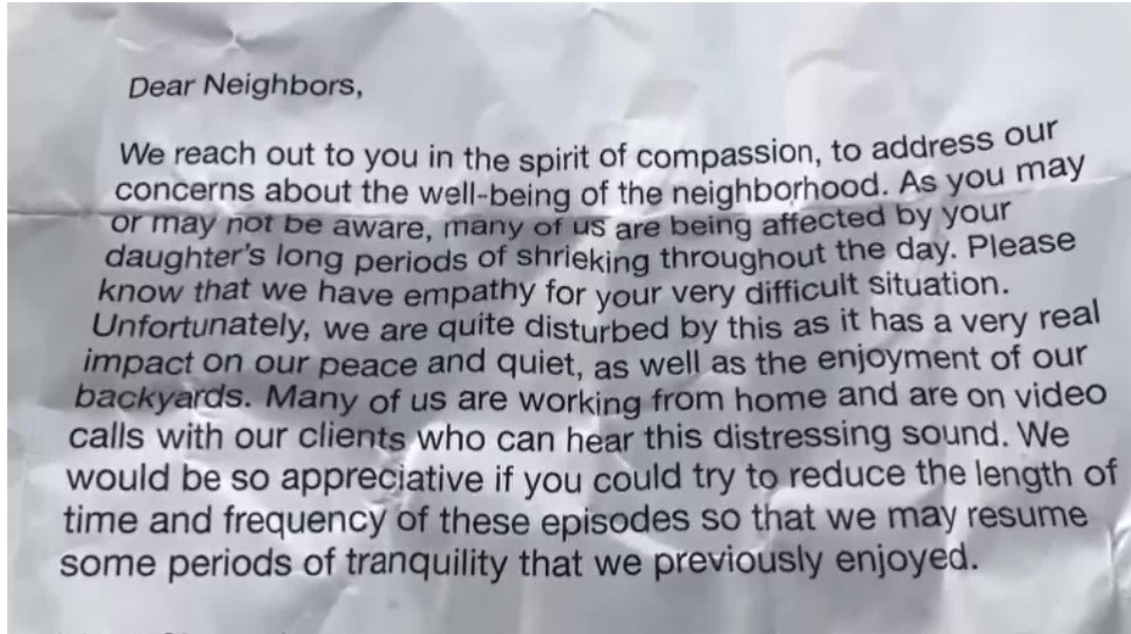 Dear Neighbors,
We reach out to you in the spirit of compassion, to address our
concerns about the well-being of the neighborhood. As you may
or may not be aware, many of us are being affected by your
daughter's long periods of shrieking throughout the day. Please
know that we have empathy for your very difficult situation.
Unfortunately, we are quite disturbed by this as it has a very real
impact on our peace and quiet, as well as the enjoyment of our
backyards. Many of us are working from home and are on video
calls with our clients who can hear this distressing sound. We
would be so appreciative if you could try to reduce the length of
time and frequency of these episodes so that we may resume
some periods of tranquility that we previously enjoyed.